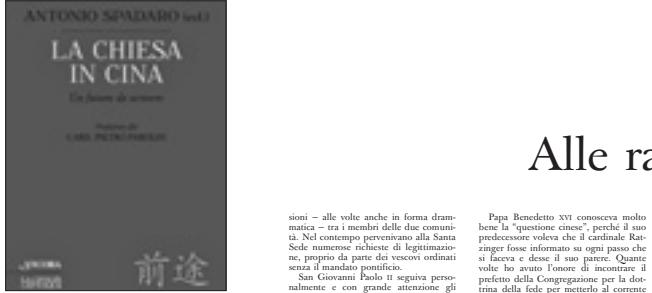 ANTONIO SPADARO (ed.)
LA CHIESA
IN CINA
Un futuro da scrivere
CARD. PIETRO PAROLIN
ANCORA
前途
Alle ra
sioni – alle volte anche in forma dram-
matica – tra i membri delle due comuni-
tà. Nel contempo pervenivano alla Santa
Sede numerose richieste di legittimazio-
ne, proprio da parte dei vescovi ordinati
senza il mandato pontificio.
San Giovanni Paolo II seguiva perso-
nalmente e con grande attenzione gli
Papa Benedetto XVI conosceva molto
bene la “questione cinese”, perché il suo
predecessore voleva che il cardinale Rat-
zinger fosse informato su ogni passo che
si faceva e desse il suo parere. Quante
volte ho avuto l’onore di incontrare il
prefetto della Congregazione per la dot-
trina della fede per metterlo al corrente